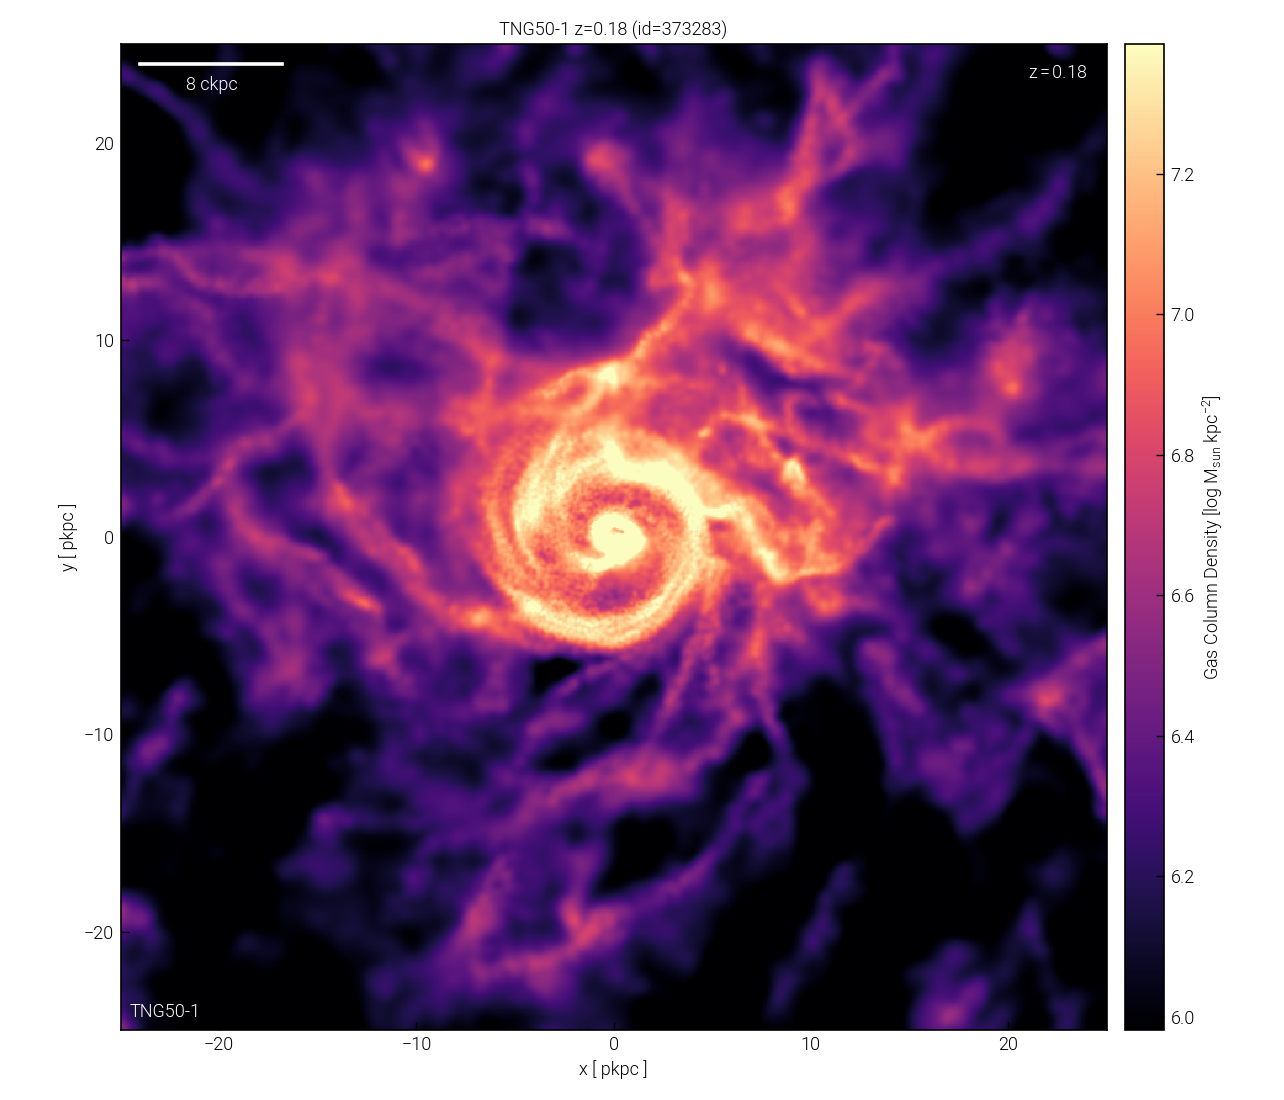 TNG50-1 z=0.18 (id=373283)
8 ckpc
z=0.18
TNG50-1
20
10
0
−10
−20
y [ pkpc ]
−20
−10
0
10
20
x [ pkpc ]
7.2
7.0
6.8
6.6
6.4
6.2
6.0
Gas Column Density [log M_sun kpc⁻²]